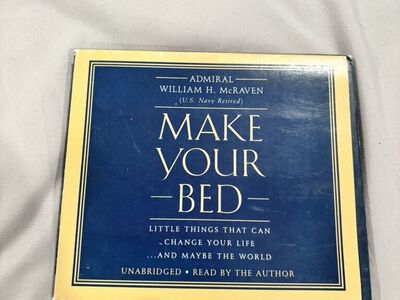 ADMIRAL
WILLIAM H. McRAVEN
(U.S. Navy Retired)
MAKE
YOUR
BED
LITTLE THINGS THAT CAN
CHANGE YOUR LIFE
...AND MAYBE THE WORLD
UNABRIDGED • READ BY THE AUTHOR